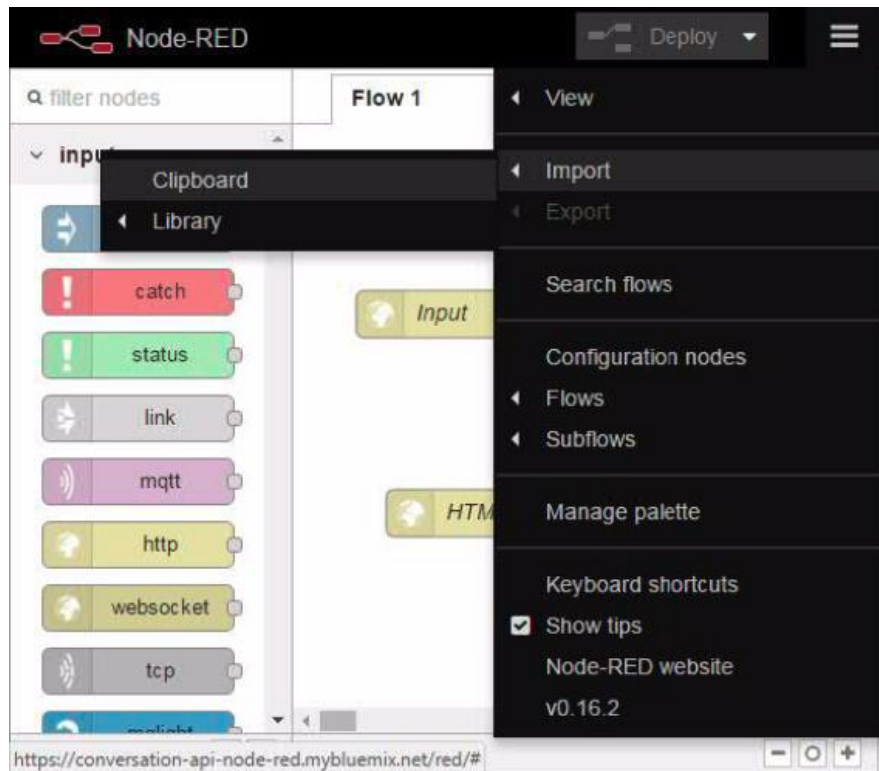 Node-RED
Deploy
filter nodes
Flow 1
View
Import
Export
Clipboard
Library
Search flows
Configuration nodes
Flows
Subflows
Manage palette
Keyboard shortcuts
Show tips
Node-RED website
v0.16.2
catch
status
link
mqtt
http
websocket
tcp
Input
https://conversation-api-node-red.mybluemix.net/red/#